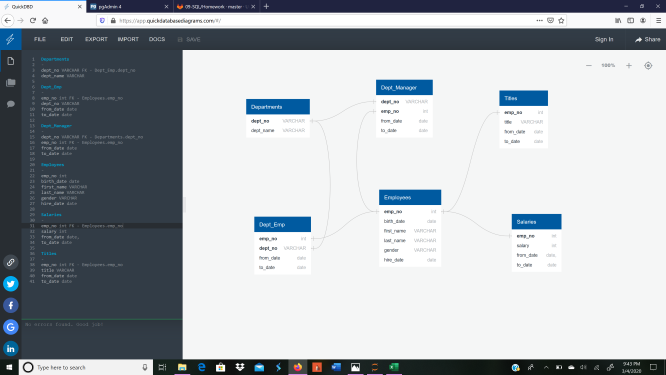 QuickDBD
pgAdmin 4
09-SQL/Homework · master ·
https://app.quickdatabasediagrams.com/#/
FILE EDIT EXPORT IMPORT DOCS SAVE Sign In Share
100%
1 Departments
dept_no VARCHAR FK - Dept_Emp.dept_no
dept_name VARCHAR
Dept_Emp
emp_no int FK - Employees.emp_no
dept_no VARCHAR
from_date date
to_date date
Dept_Manager
dept_no VARCHAR FK - Departments.dept_no
emp_no int FK - Employees.emp_no
from_date date
to_date date
Employees
emp_no int
birth_date date
first_name VARCHAR
last_name VARCHAR
gender VARCHAR
hire_date date
Salaries
emp_no int FK - Employees.emp_no
salary int
from_date date,
to_date date
Titles
emp_no int FK - Employees.emp_no
title VARCHAR
from_date date
to_date date
No errors found. Good job!
Departments
dept_no VARCHAR
dept_name VARCHAR
Dept_Manager
dept_no VARCHAR
emp_no int
from_date date
to_date date
Titles
emp_no int
title VARCHAR
from_date date
to_date date
Dept_Emp
emp_no int
dept_no VARCHAR
from_date date
to_date date
Employees
emp_no int
birth_date date
first_name VARCHAR
last_name VARCHAR
gender VARCHAR
hire_date date
Salaries
emp_no int
salary int
from_date date,
to_date date
Type here to search
9:43 PM
3/4/2020